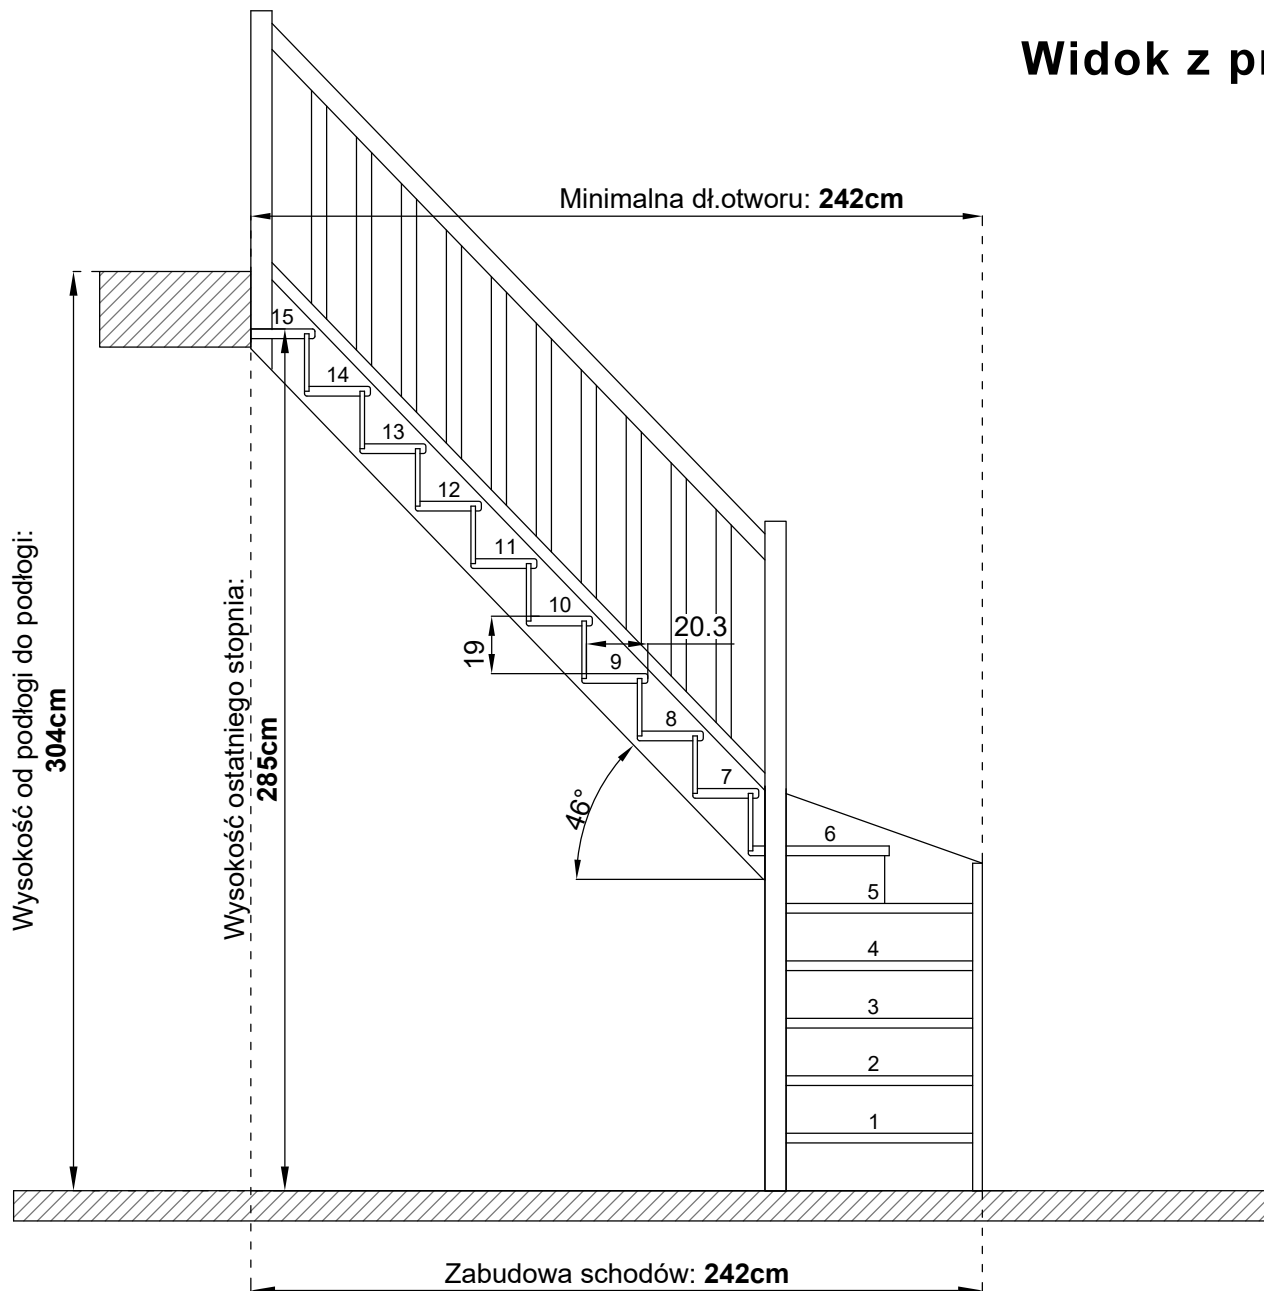 Widok z pr
Minimalna dł.otworu: 242cm
15
14
13
12
11
10
20.3
19
9
8
7
46°
6
5
4
3
2
1
Wysokość od podłogi do podłogi:
304cm
Wysokość ostatniego stopnia:
285cm
Zabudowa schodów: 242cm